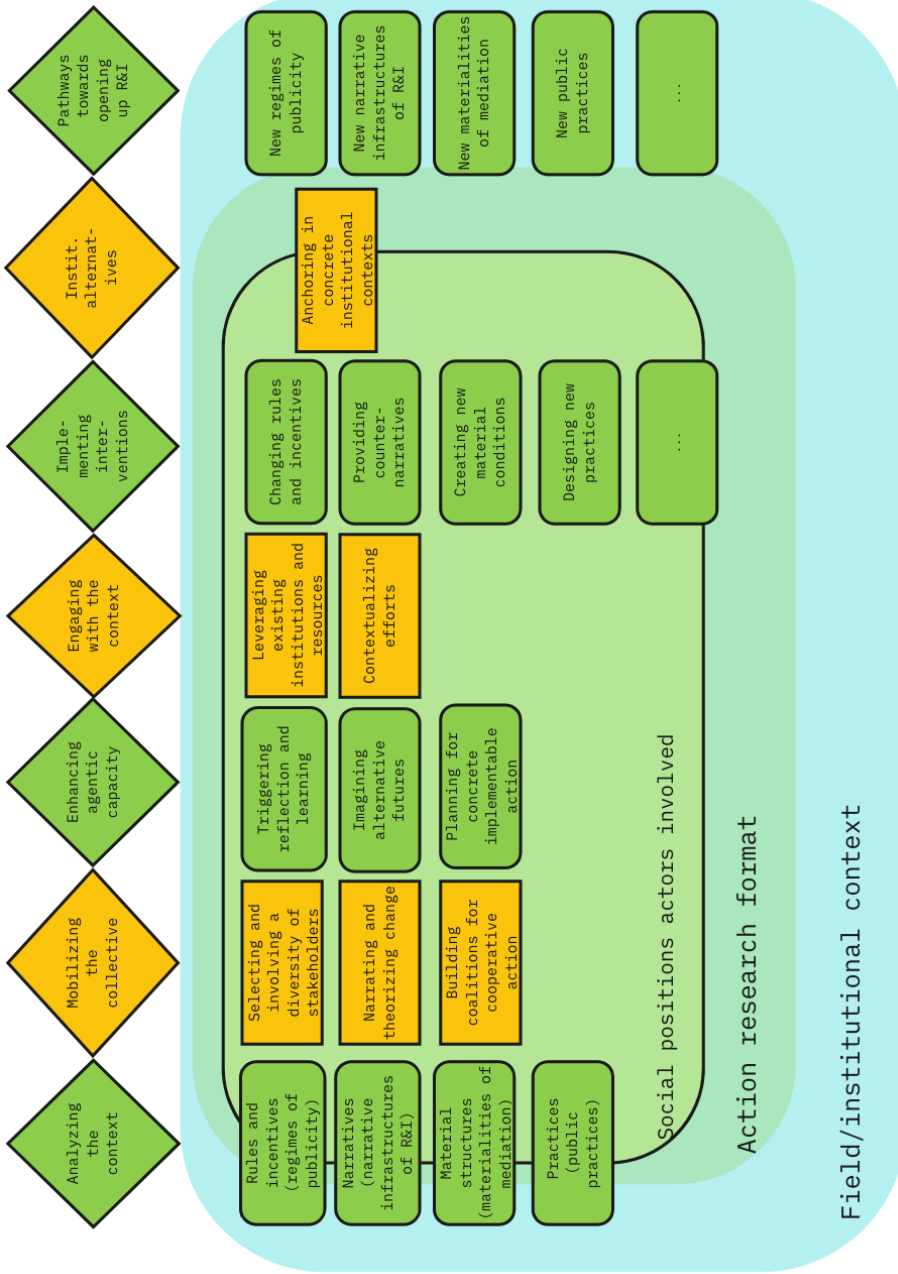 Analyzing
the
context
Mobilizing
the
collective
Enhancing
agentic
capacity
Engaging
with the
context
Imple-
menting
inter-
ventions
Instit.
alternat-
ives
Pathways
towards
opening
up R&I
Rules and
incentives
(regimes of
publicity)
Narratives
(narrative
infrastructures
of R&I)
Material
structures
(materialities of
mediation)
Practices
(public
practices)
Selecting and
involving a
diversity of
stakeholders
Narrating and
theorizing change
Building
coalitions for
cooperative
action
Triggering
reflection and
learning
Imagining
alternative
futures
Planning for
concrete
implementable
action
Leveraging
existing
institutions and
resources
Contextualizing
efforts
Changing rules
and incentives
Providing
counter-
narratives
Creating new
material
conditions
Designing new
practices
...
Anchoring in
concrete
institutional
contexts
New regimes of
publicity
New narrative
infrastructures
of R&I
New materialities
of mediation
New public
practices
...
Social positions actors involved
Action research format
Field/institutional context